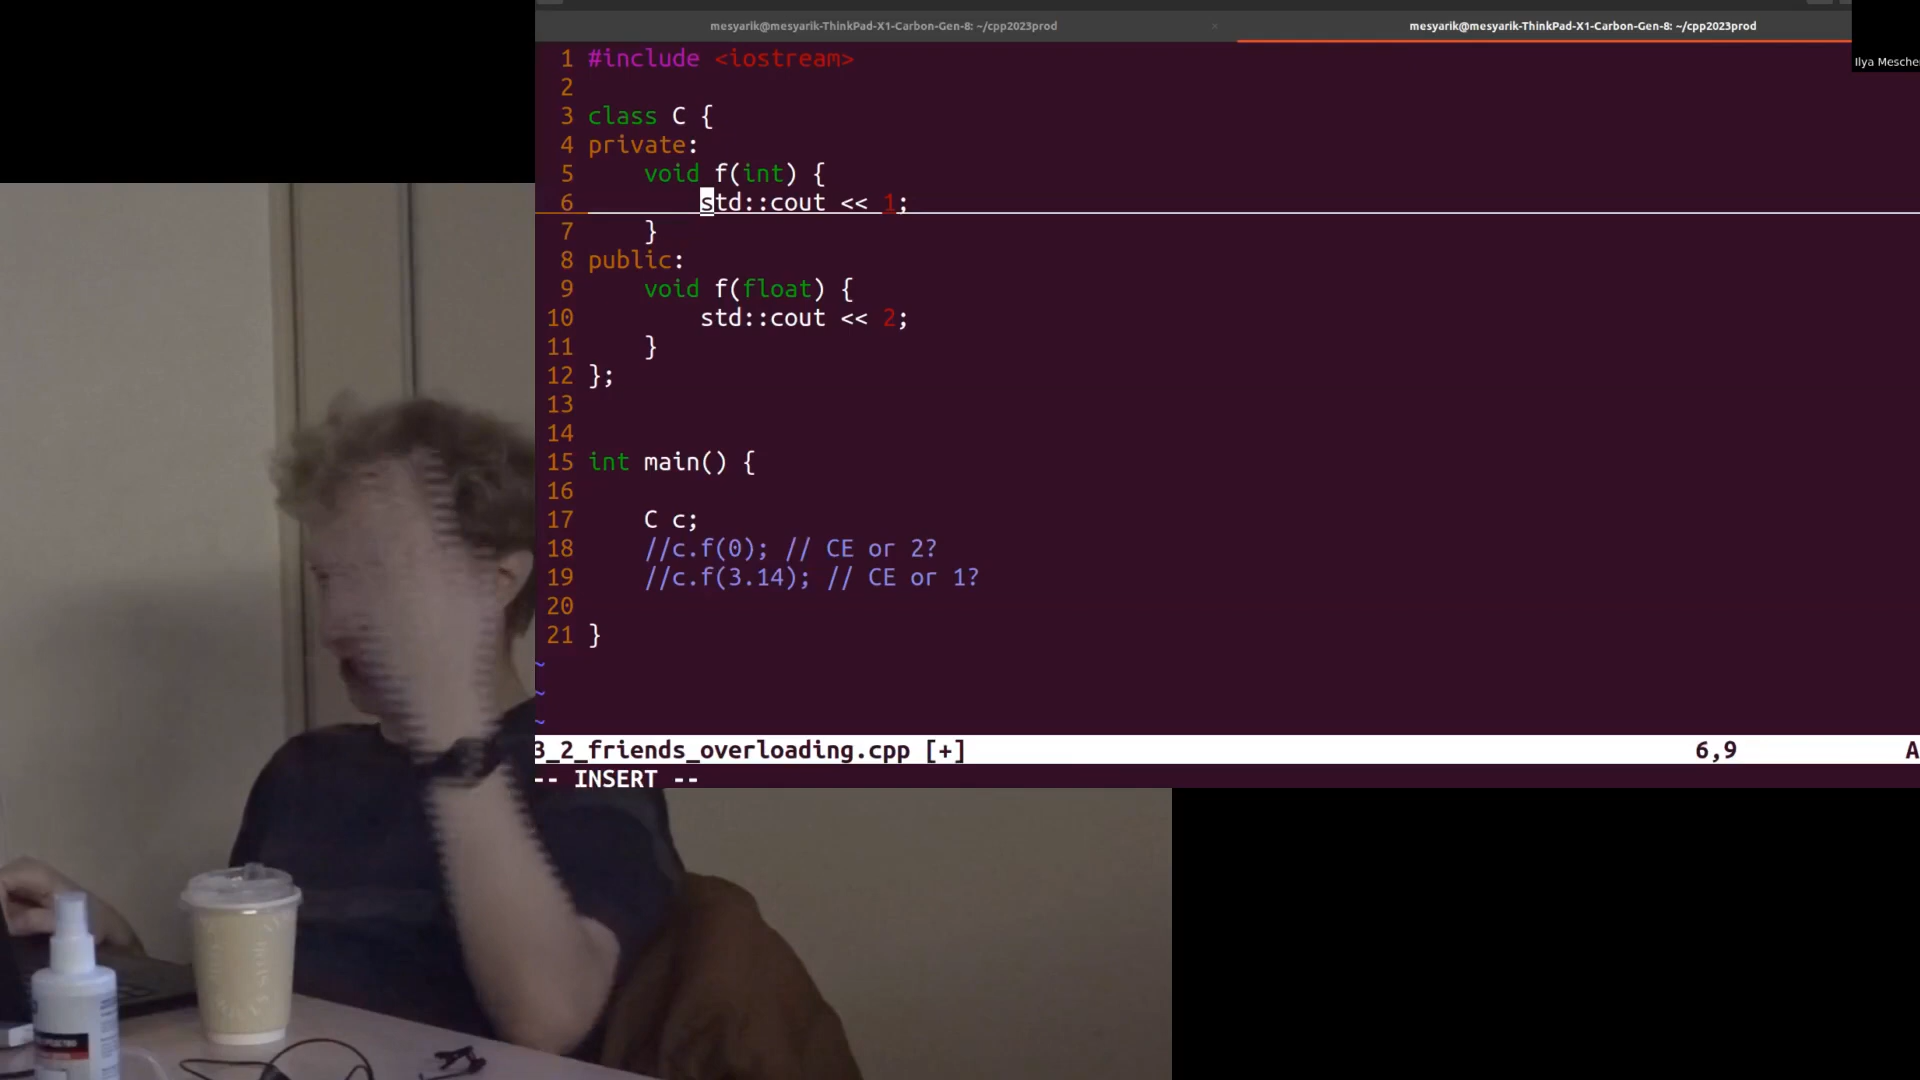 mesyarik@mesyarik-ThinkPad-X1-Carbon-Gen-8: ~/cpp2023prod × mesyarik@mesyarik-ThinkPad-X1-Carbon-Gen-8: ~/cpp2023prod
Ilya Mesche
1 #include <iostream>
2
3 class C {
4 private:
5     void f(int) {
6         std::cout << 1;
7     }
8 public:
9     void f(float) {
10         std::cout << 2;
11     }
12 };
13
14
15 int main() {
16
17     C c;
18     //c.f(0); // CE or 2?
19     //c.f(3.14); // CE or 1?
20
21 }
~
~
~
3_2_friends_overloading.cpp [+] 6,9 A
-- INSERT --